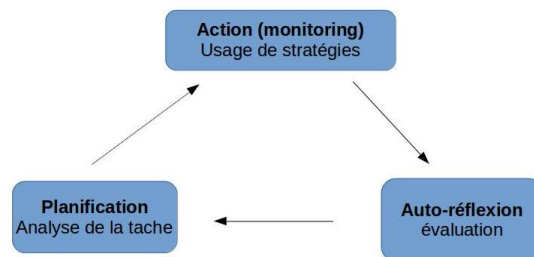 Action (monitoring)
Usage de stratégies
Planification
Analyse de la tache
Auto-réflexion
évaluation